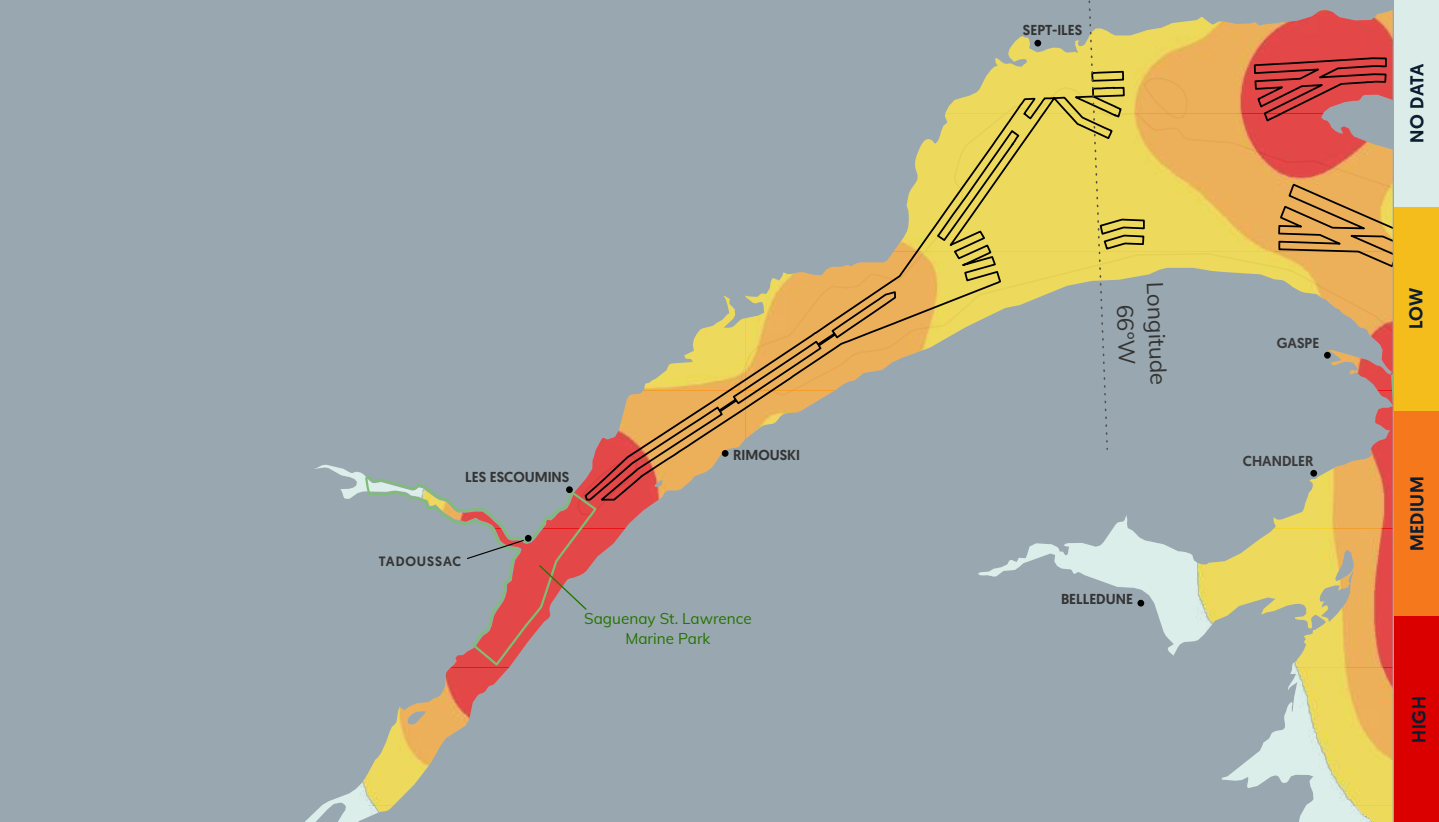 SEPT-ILES
NO DATA
Longitude
66°W
LOW
GASPE
RIMOUSKI
CHANDLER
LES ESCOUMINS
MEDIUM
TADOUSSAC
BELLEDUNE
Saguenay St. Lawrence
Marine Park
HIGH